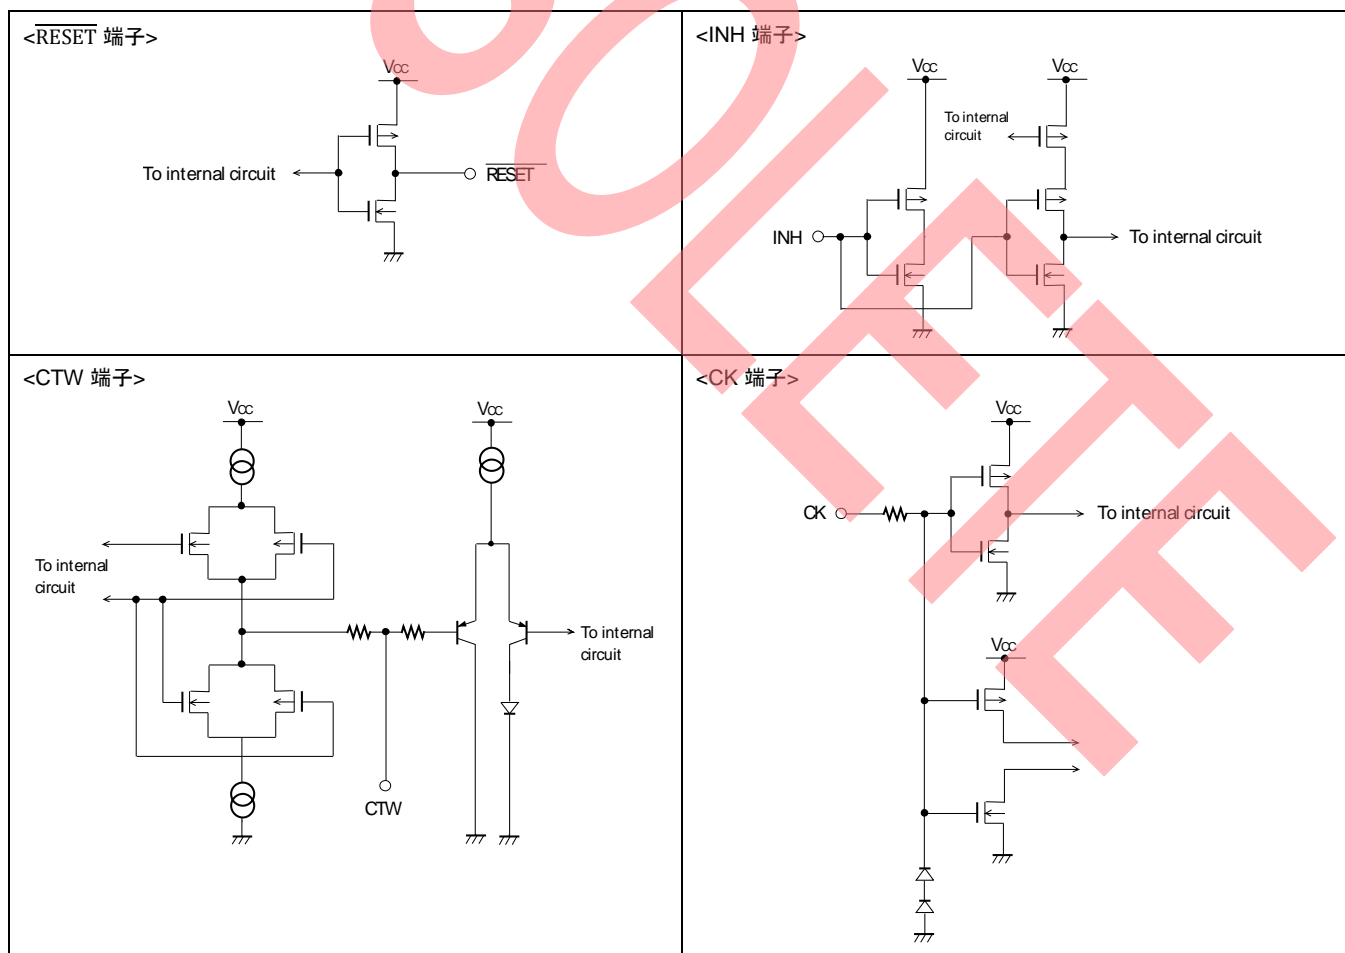 <RESET 端子>
Vcc
To internal circuit
RESET
<INH 端子>
Vcc
Vcc
To internal
circuit
INH
To internal circuit
<CTW 端子>
Vcc
Vcc
To internal
circuit
To internal
circuit
CTW
<CK 端子>
Vcc
CK
To internal circuit
Vcc
OLETE